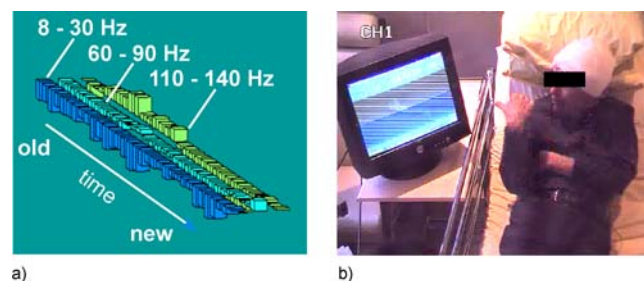 8 - 30 Hz
60 - 90 Hz
110 - 140 Hz
old
time
new
CH1
a)
b)